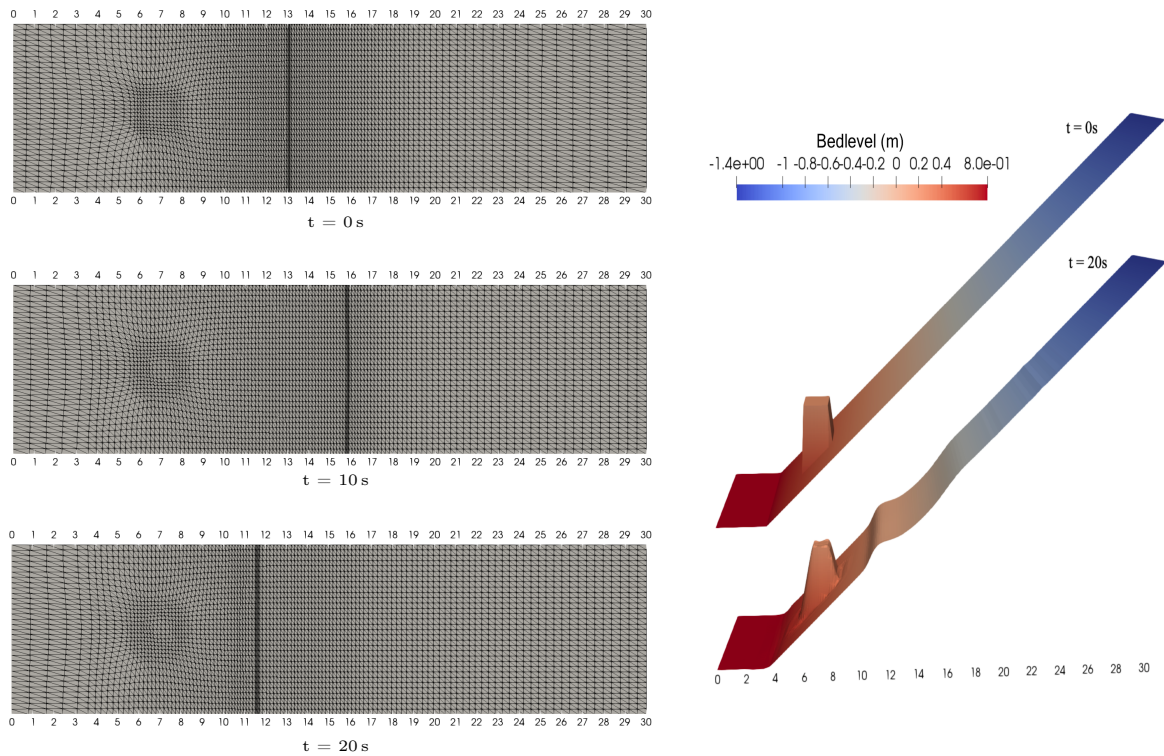 0 1 2 3 4 5 6 7 8 9 10 11 12 13 14 15 16 17 18 19 20 21 22 23 24 25 26 27 28 29 30
0 1 2 3 4 5 6 7 8 9 10 11 12 13 14 15 16 17 18 19 20 21 22 23 24 25 26 27 28 29 30
t = 0 s
0 1 2 3 4 5 6 7 8 9 10 11 12 13 14 15 16 17 18 19 20 21 22 23 24 25 26 27 28 29 30
0 1 2 3 4 5 6 7 8 9 10 11 12 13 14 15 16 17 18 19 20 21 22 23 24 25 26 27 28 29 30
t = 10 s
0 1 2 3 4 5 6 7 8 9 10 11 12 13 14 15 16 17 18 19 20 21 22 23 24 25 26 27 28 29 30
0 1 2 3 4 5 6 7 8 9 10 11 12 13 14 15 16 17 18 19 20 21 22 23 24 25 26 27 28 29 30
t = 20 s
t = 0s
Bedlevel (m)
-1.4e+00 -1 -0.8 -0.6 -0.4 -0.2 0 0.2 0.4 8.0e-01
t = 20s
0 2 4 6 8 10 12 14 16 18 20 22 24 26 28 30